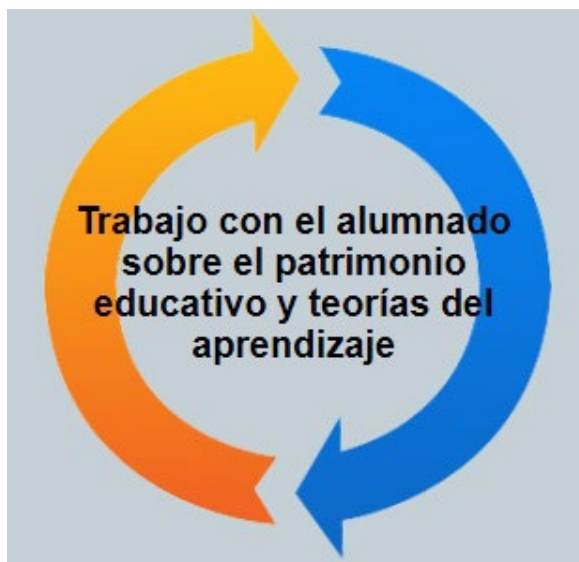 Trabajo con el alumnado
sobre el patrimonio
educativo y teorías del
aprendizaje